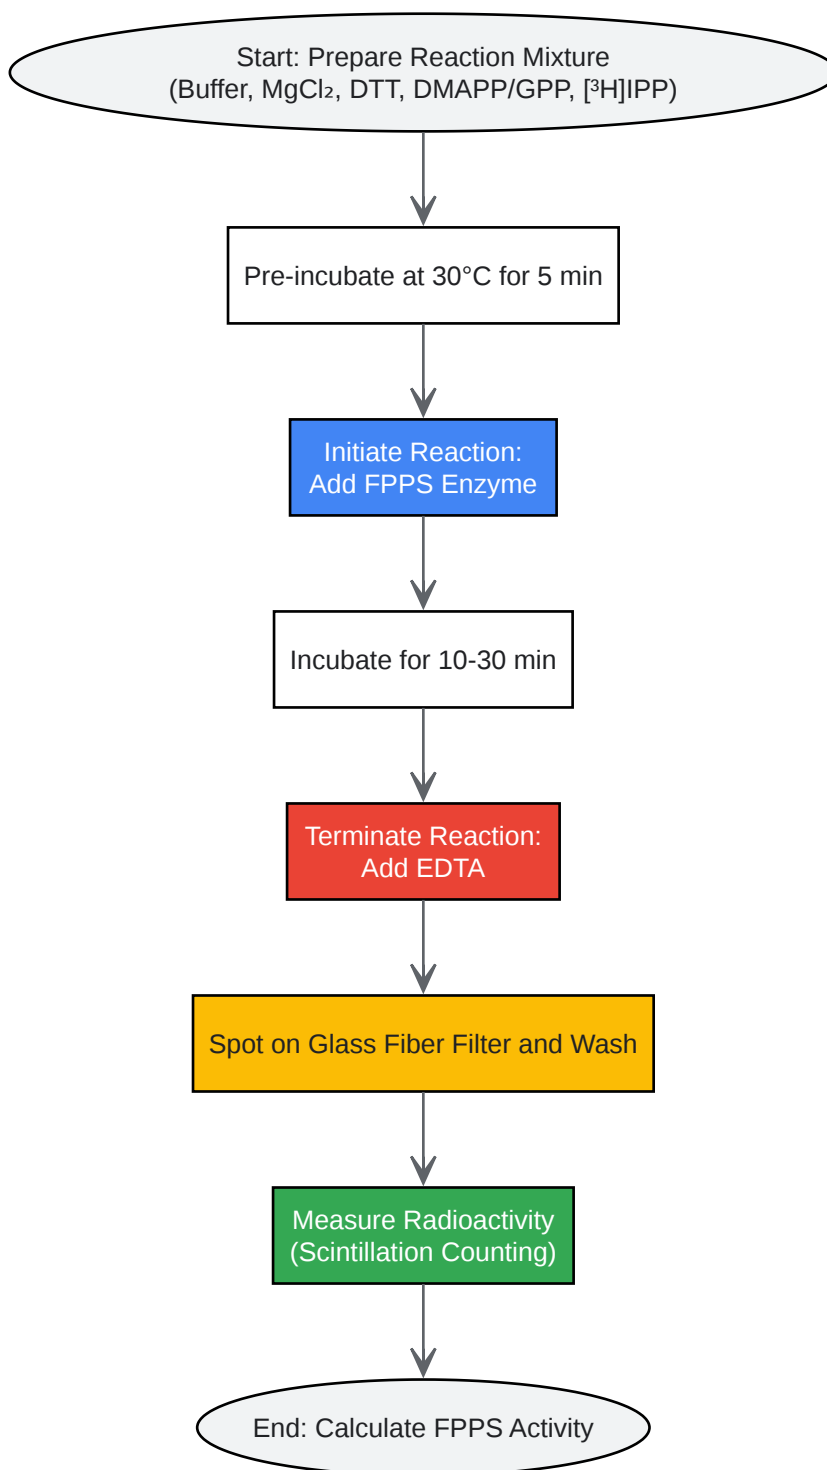 Start: Prepare Reaction Mixture
(Buffer, MgCl₂, DTT, DMAPP/GPP, [³H]IPP)
Pre-incubate at 30°C for 5 min
Initiate Reaction:
Add FPPS Enzyme
Incubate for 10-30 min
Terminate Reaction:
Add EDTA
Spot on Glass Fiber Filter and Wash
Measure Radioactivity
(Scintillation Counting)
End: Calculate FPPS Activity